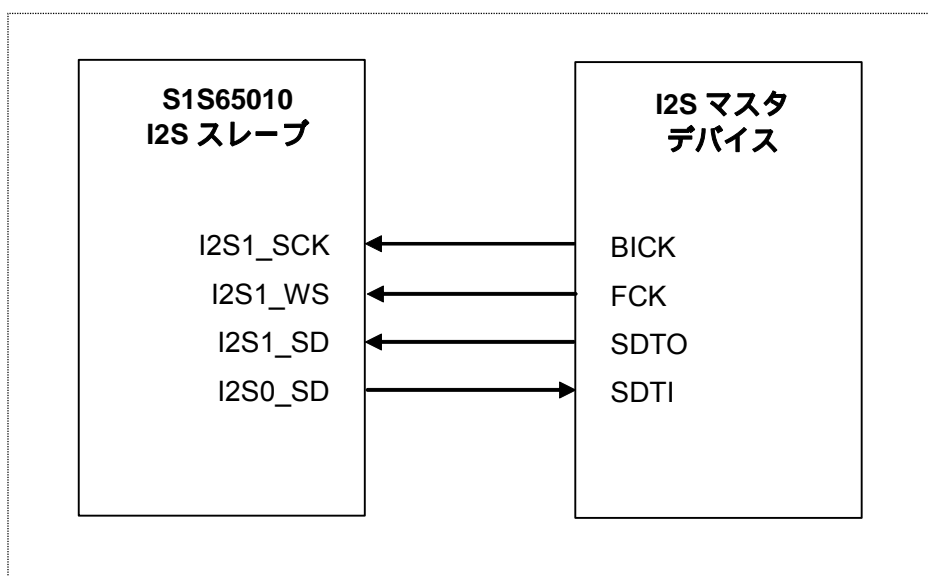 S1S65010
I2S スレーブ
I2S マスタ
デバイス
I2S1_SCK
BICK
I2S1_WS
FCK
I2S1_SD
SDTO
I2S0_SD
SDTI